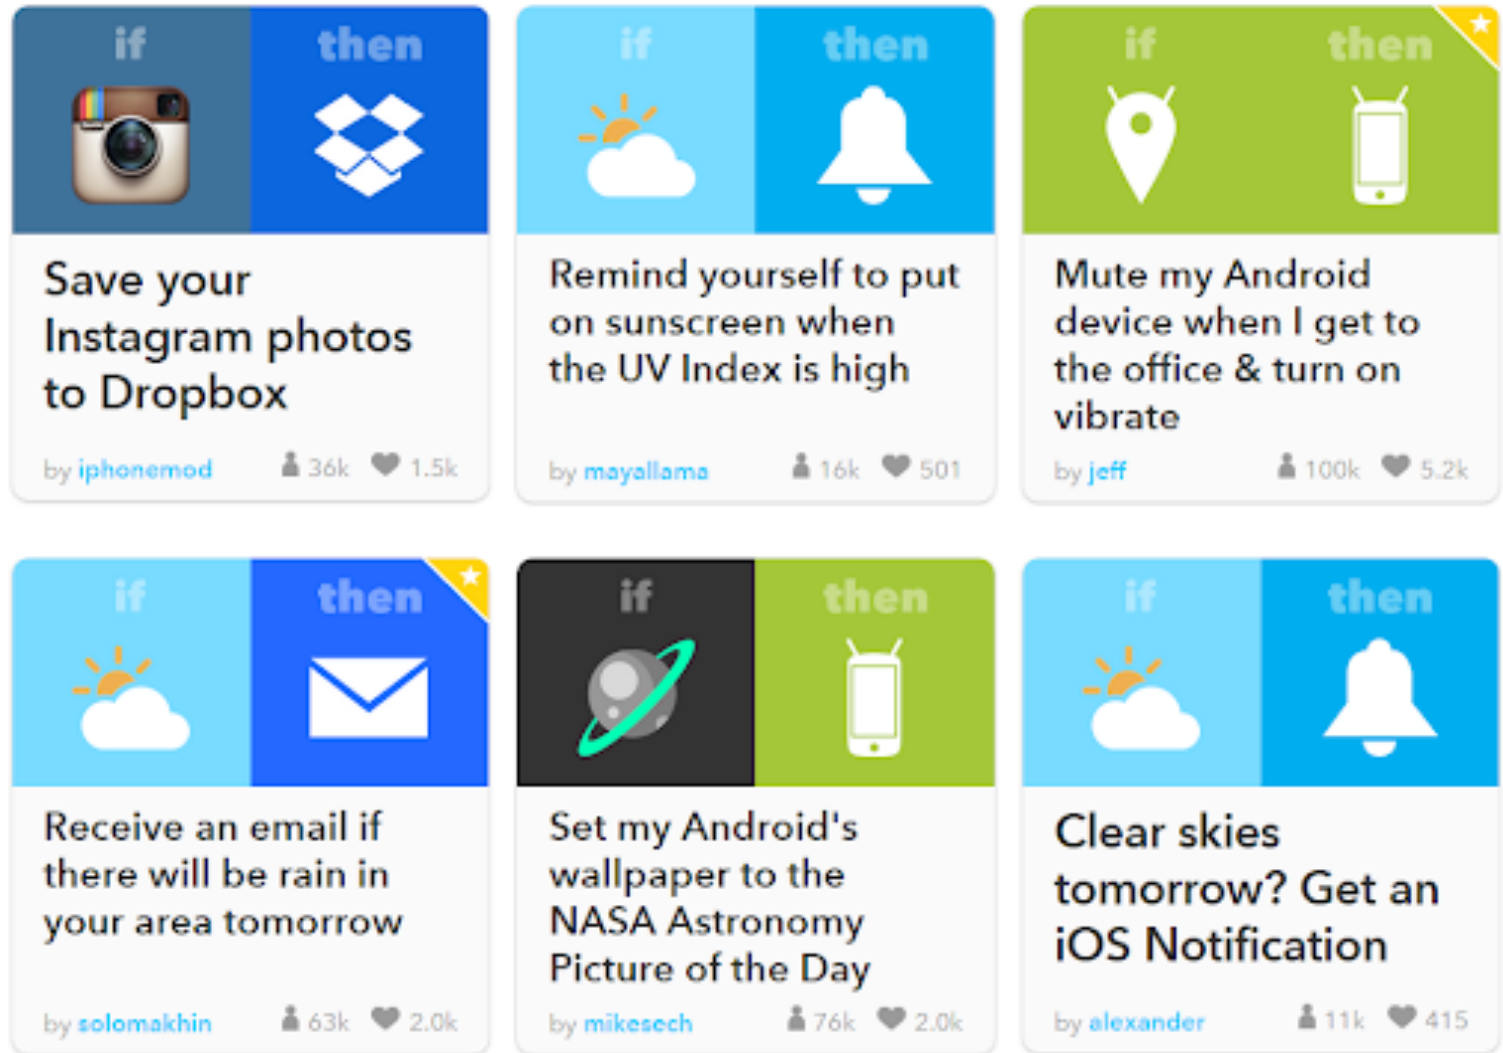 if then
Save your
Instagram photos
to Dropbox
by iphonemod 36k 1.5k
if then
Remind yourself to put
on sunscreen when
the UV Index is high
by mayallama 16k 501
if then
Mute my Android
device when I get to
the office & turn on
vibrate
by jeff 100k 5.2k
if then
Receive an email if
there will be rain in
your area tomorrow
by solomakhin 63k 2.0k
if then
Set my Android's
wallpaper to the
NASA Astronomy
Picture of the Day
by mikesech 76k 2.0k
if then
Clear skies
tomorrow? Get an
iOS Notification
by alexander 11k 415